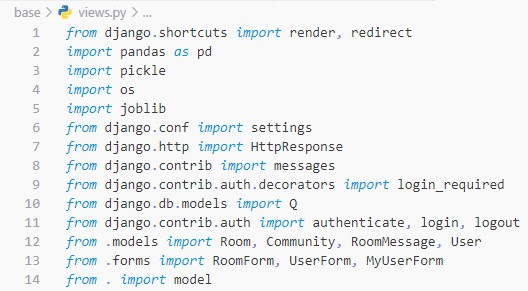 base > views.py > ...
1 from django.shortcuts import render, redirect
2 import pandas as pd
3 import pickle
4 import os
5 import joblib
6 from django.conf import settings
7 from django.http import HttpResponse
8 from django.contrib import messages
9 from django.contrib.auth.decorators import login_required
10 from django.db.models import Q
11 from django.contrib.auth import authenticate, login, logout
12 from .models import Room, Community, RoomMessage, User
13 from .forms import RoomForm, UserForm, MyUserForm
14 from . import model